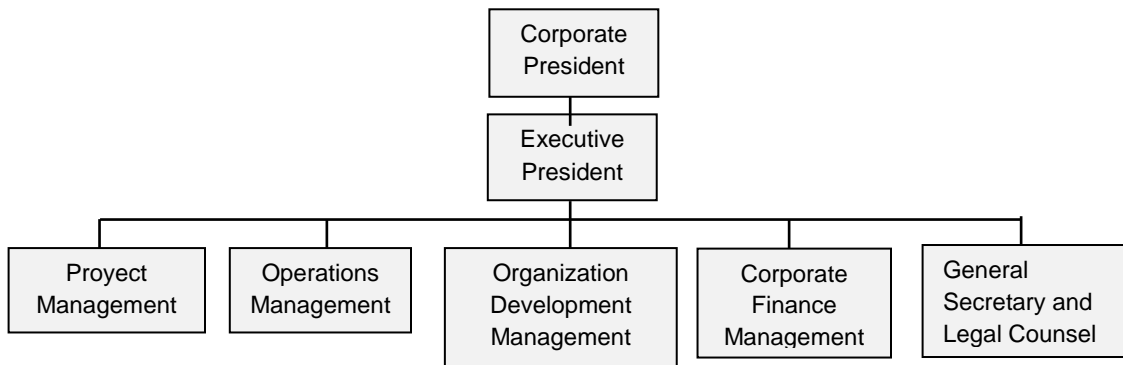 Corporate
President
Executive
President
Proyect
Management
Operations
Management
Organization
Development
Management
Corporate
Finance
Management
General
Secretary and
Legal Counsel